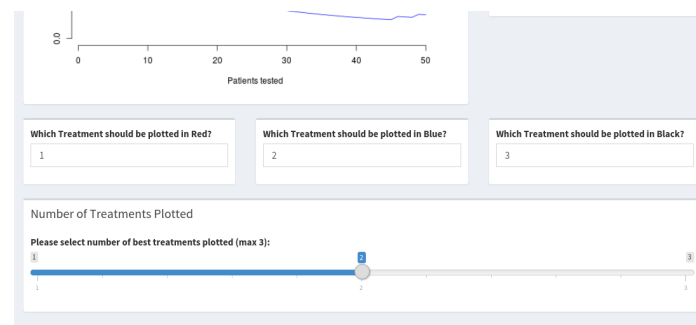 0.0
0 10 20 30 40 50
Patients tested
Which Treatment should be plotted in Red? Which Treatment should be plotted in Blue? Which Treatment should be plotted in Black?
1 2 3
Number of Treatments Plotted
Please select number of best treatments plotted (max 3):
1 2 3
1 2 3